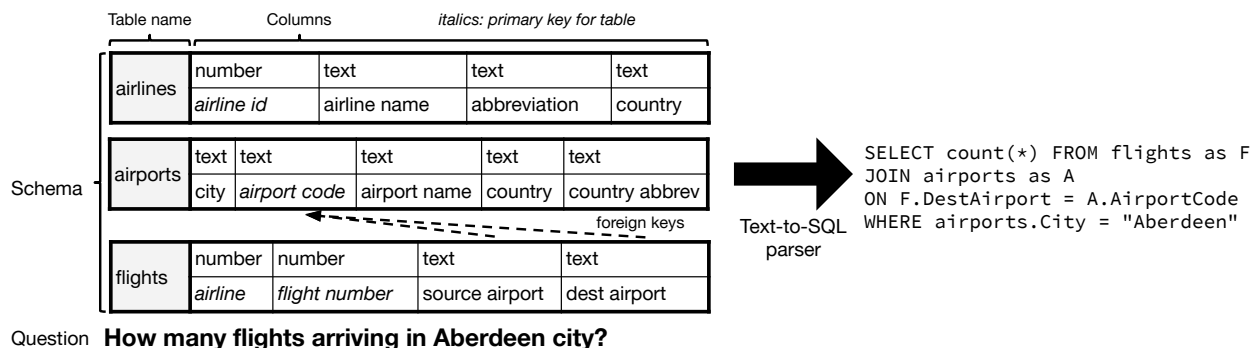 Table name Columns italics: primary key for table
airlines
number text text text
airline id airline name abbreviation country
Schema
airports
text text text text text
city airport code airport name country country abbrev
foreign keys
flights
number number text text
airline flight number source airport dest airport
Text-to-SQL
parser
SELECT count(*) FROM flights as F
JOIN airports as A
ON F.DestAirport = A.AirportCode
WHERE airports.City = "Aberdeen"
Question How many flights arriving in Aberdeen city?